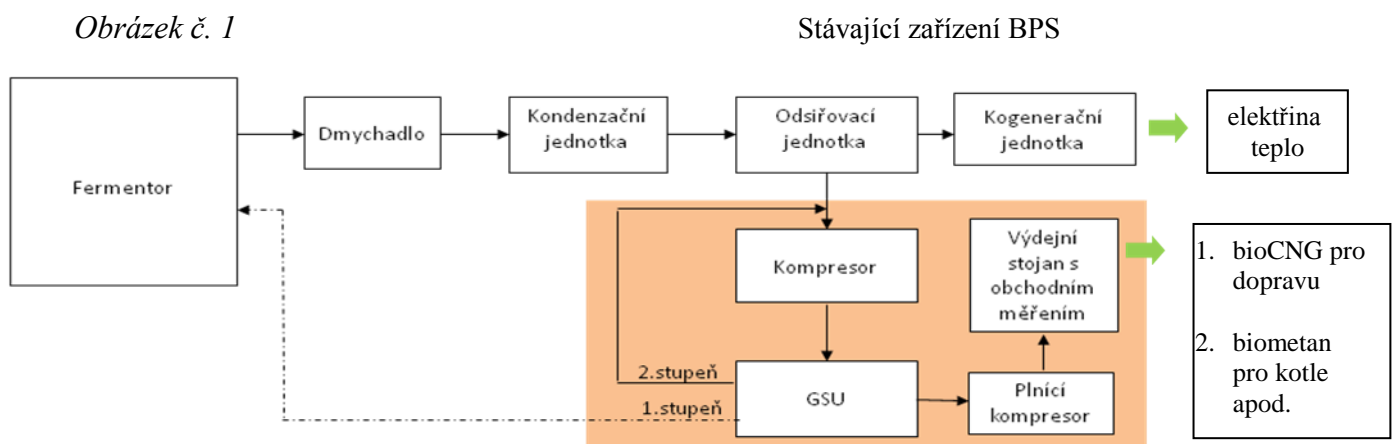 Obrázek č. 1
Stávající zařízení BPS
Fermentor
Dmychadlo
Kondenzační
jednotka
Odsiřovací
jednotka
Kogenerační
jednotka
elektřina
teplo
Kompresor
Výdejní
stojan s
obchodním
měřením
1. bioCNG pro
dopravu
2. biometan
pro kotle
apod.
2.stupeň
1.stupeň
GSU
Plnící
kompresor